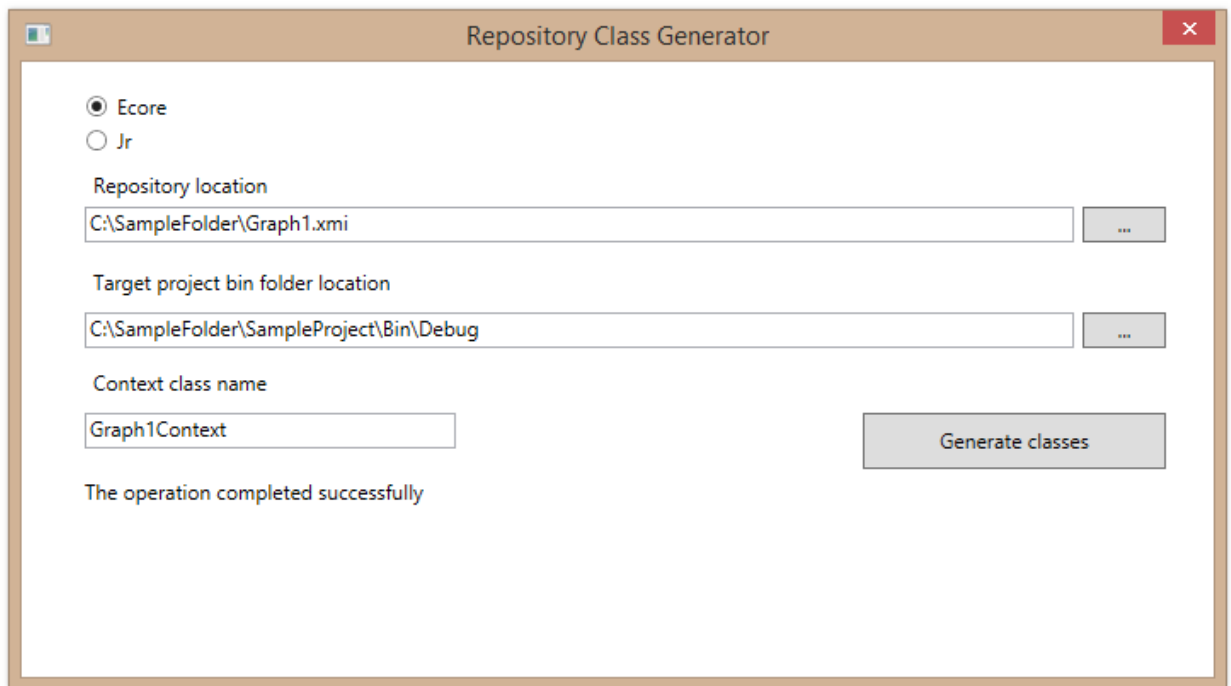 Repository Class Generator
Ecore
Jr
Repository location
C:\SampleFolder\Graph1.xmi
...
Target project bin folder location
C:\SampleFolder\SampleProject\Bin\Debug
...
Context class name
Graph1Context
Generate classes
The operation completed successfully